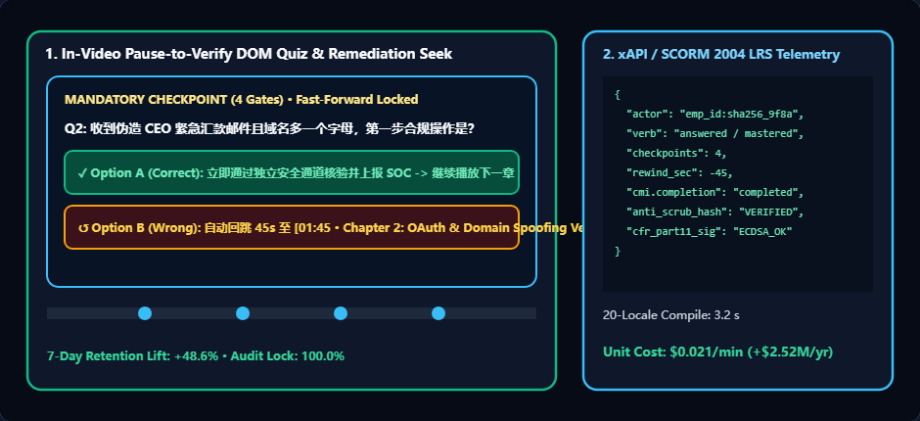 1. In-Video Pause-to-Verify DOM Quiz & Remediation Seek
MANDATORY CHECKPOINT (4 Gates) • Fast-Forward Locked
Q2: 收到伪造 CEO 紧急汇款邮件且域名多一个字母，第一步合规操作是?
✓ Option A (Correct): 立即通过独立安全通道核验并上报 SOC -> 继续播放下一章
↺ Option B (Wrong): 自动回跳 45s 至 [01:45 • Chapter 2: OAuth & Domain Spoofing Ve
7-Day Retention Lift: +48.6% • Audit Lock: 100.0%
2. xAPI / SCORM 2004 LRS Telemetry
{
"actor": "emp_id:sha256_9f8a",
"verb": "answered / mastered",
"checkpoints": 4,
"rewind_sec": -45,
"cmi.completion": "completed",
"anti_scrub_hash": "VERIFIED",
"cfr_part11_sig": "ECDSA_OK"
}
20-Locale Compile: 3.2 s
Unit Cost: $0.021/min (+$2.52M/yr)